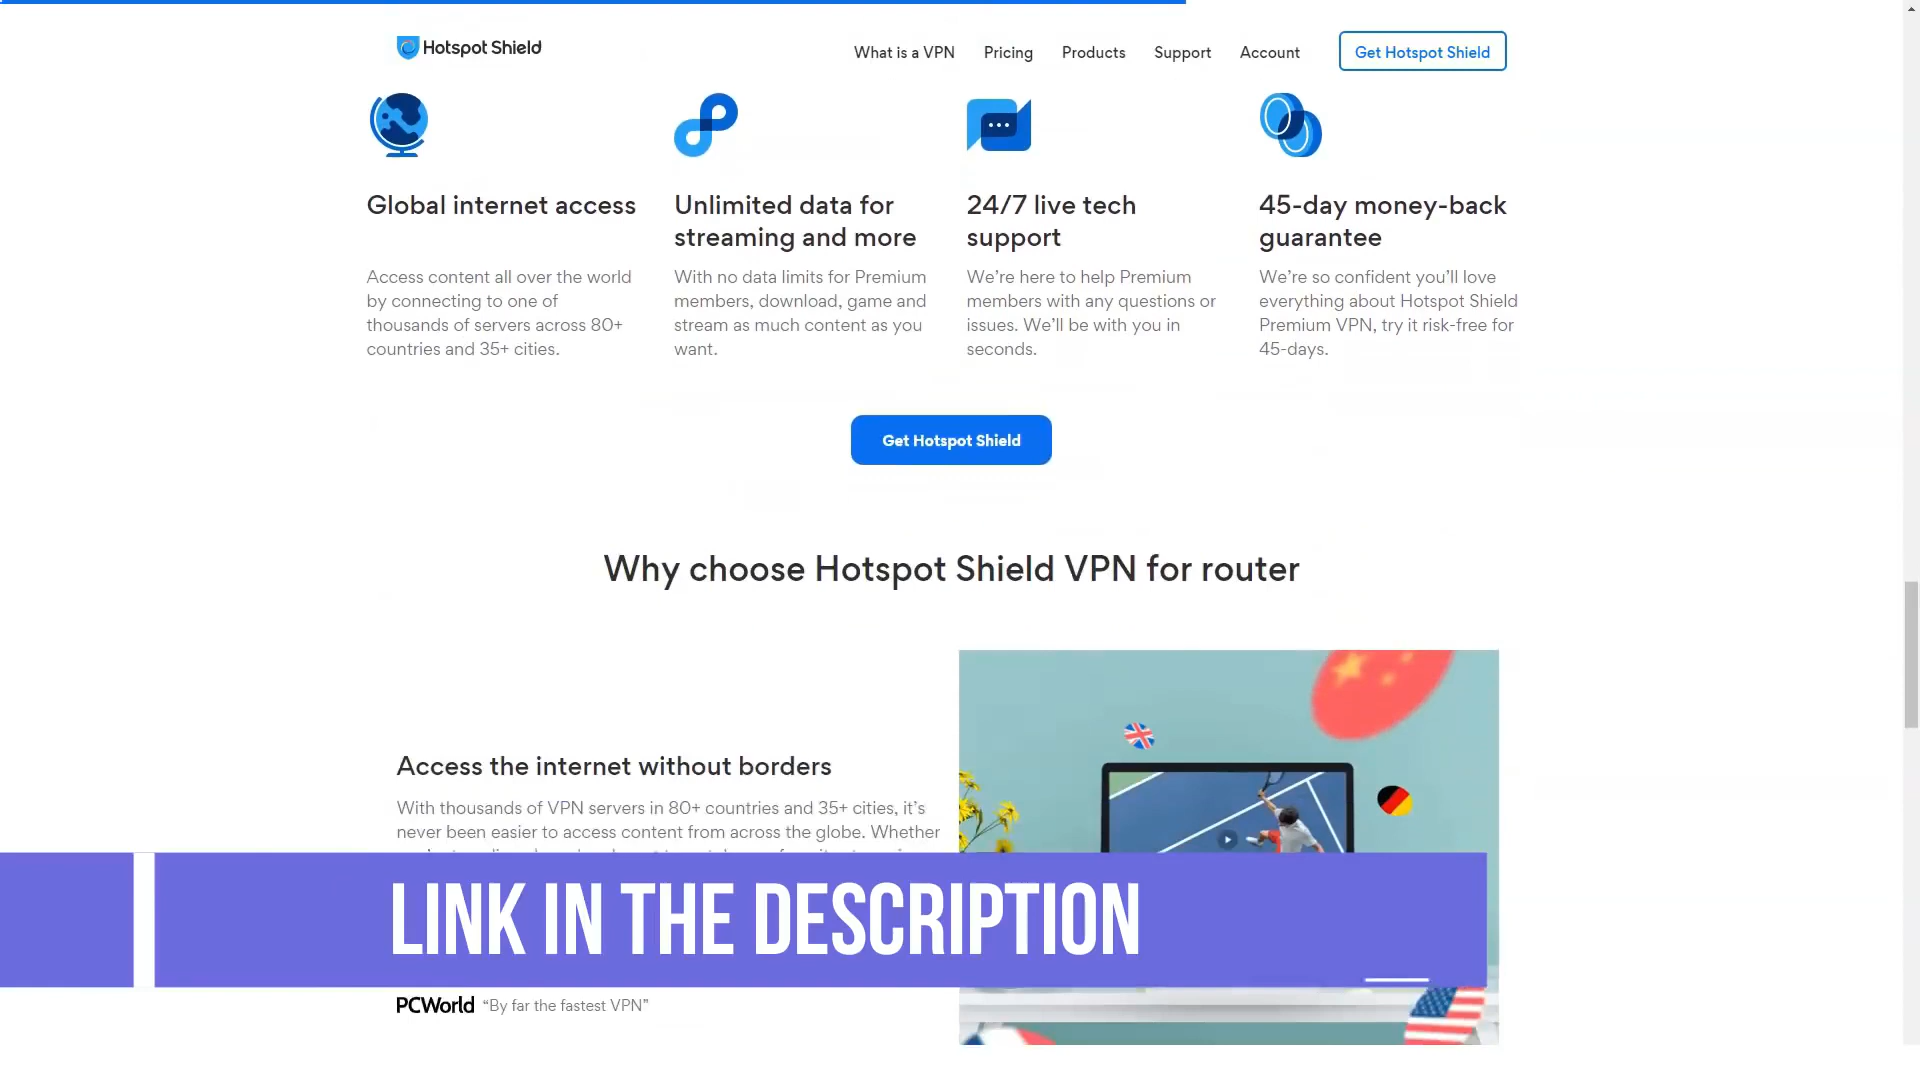 Hotspot Shield
What is a VPN Pricing Products Support Account Get Hotspot Shield
Global internet access
Access content all over the world
by connecting to one of
thousands of servers across 80+
countries and 35+ cities.
Unlimited data for
streaming and more
With no data limits for Premium
members, download, game and
stream as much content as you
want.
24/7 live tech
support
We’re here to help Premium
members with any questions or
issues. We’ll be with you in
seconds.
45-day money-back
guarantee
We’re so confident you’ll love
everything about Hotspot Shield
Premium VPN, try it risk-free for
45-days.
Get Hotspot Shield
Why choose Hotspot Shield VPN for router
Access the internet without borders
With thousands of VPN servers in 80+ countries and 35+ cities, it’s
never been easier to access content from across the globe. Whether
LINK IN THE DESCRIPTION
PCWorld “By far the fastest VPN”